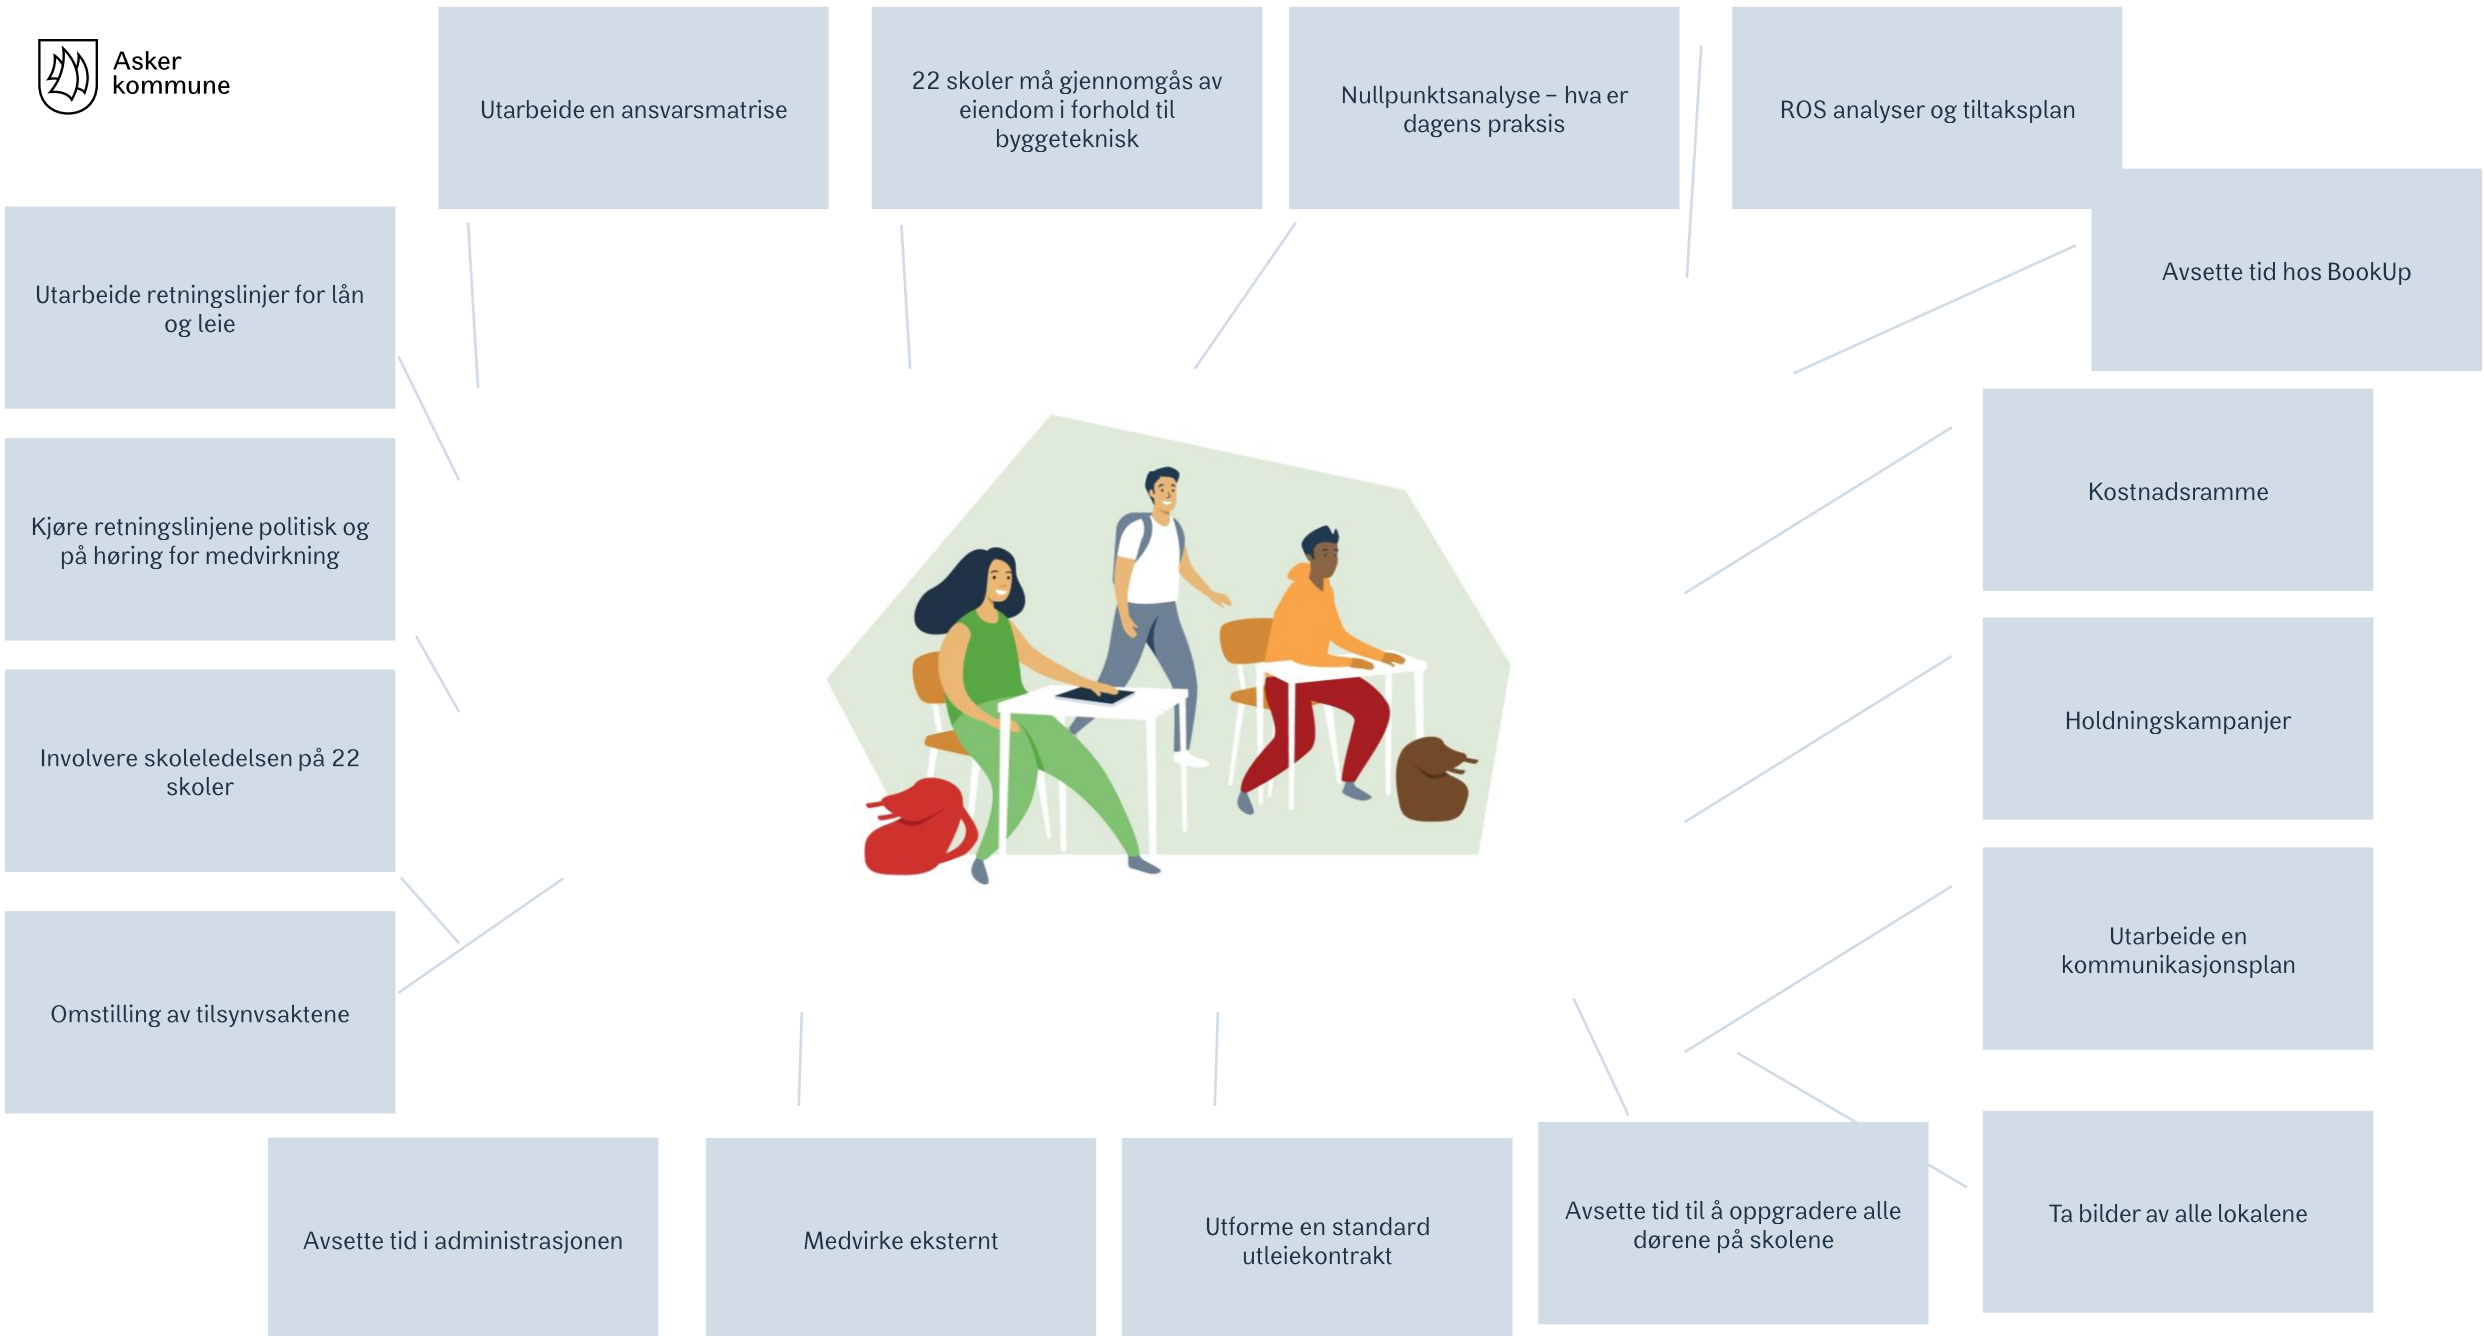 Asker
kommune
Utarbeide en ansvarsmatrise
22 skoler må gjennomgås av
eiendom i forhold til
byggeteknisk
Nullpunktsanalyse – hva er
dagens praksis
ROS analyser og tiltaksplan
Avsette tid hos BookUp
Utarbeide retningslinjer for lån
og leie
Kjøre retningslinjene politisk og
på høring for medvirkning
Involvere skoleledelsen på 22
skoler
Omstilling av tilsynvsaktene
Kostnadsramme
Holdningskampanjer
Utarbeide en
kommunikasjonsplan
Avsette tid i administrasjonen
Medvirke eksternt
Utforme en standard
utleiekontrakt
Avsette tid til å oppgradere alle
dørene på skolene
Ta bilder av alle lokalene